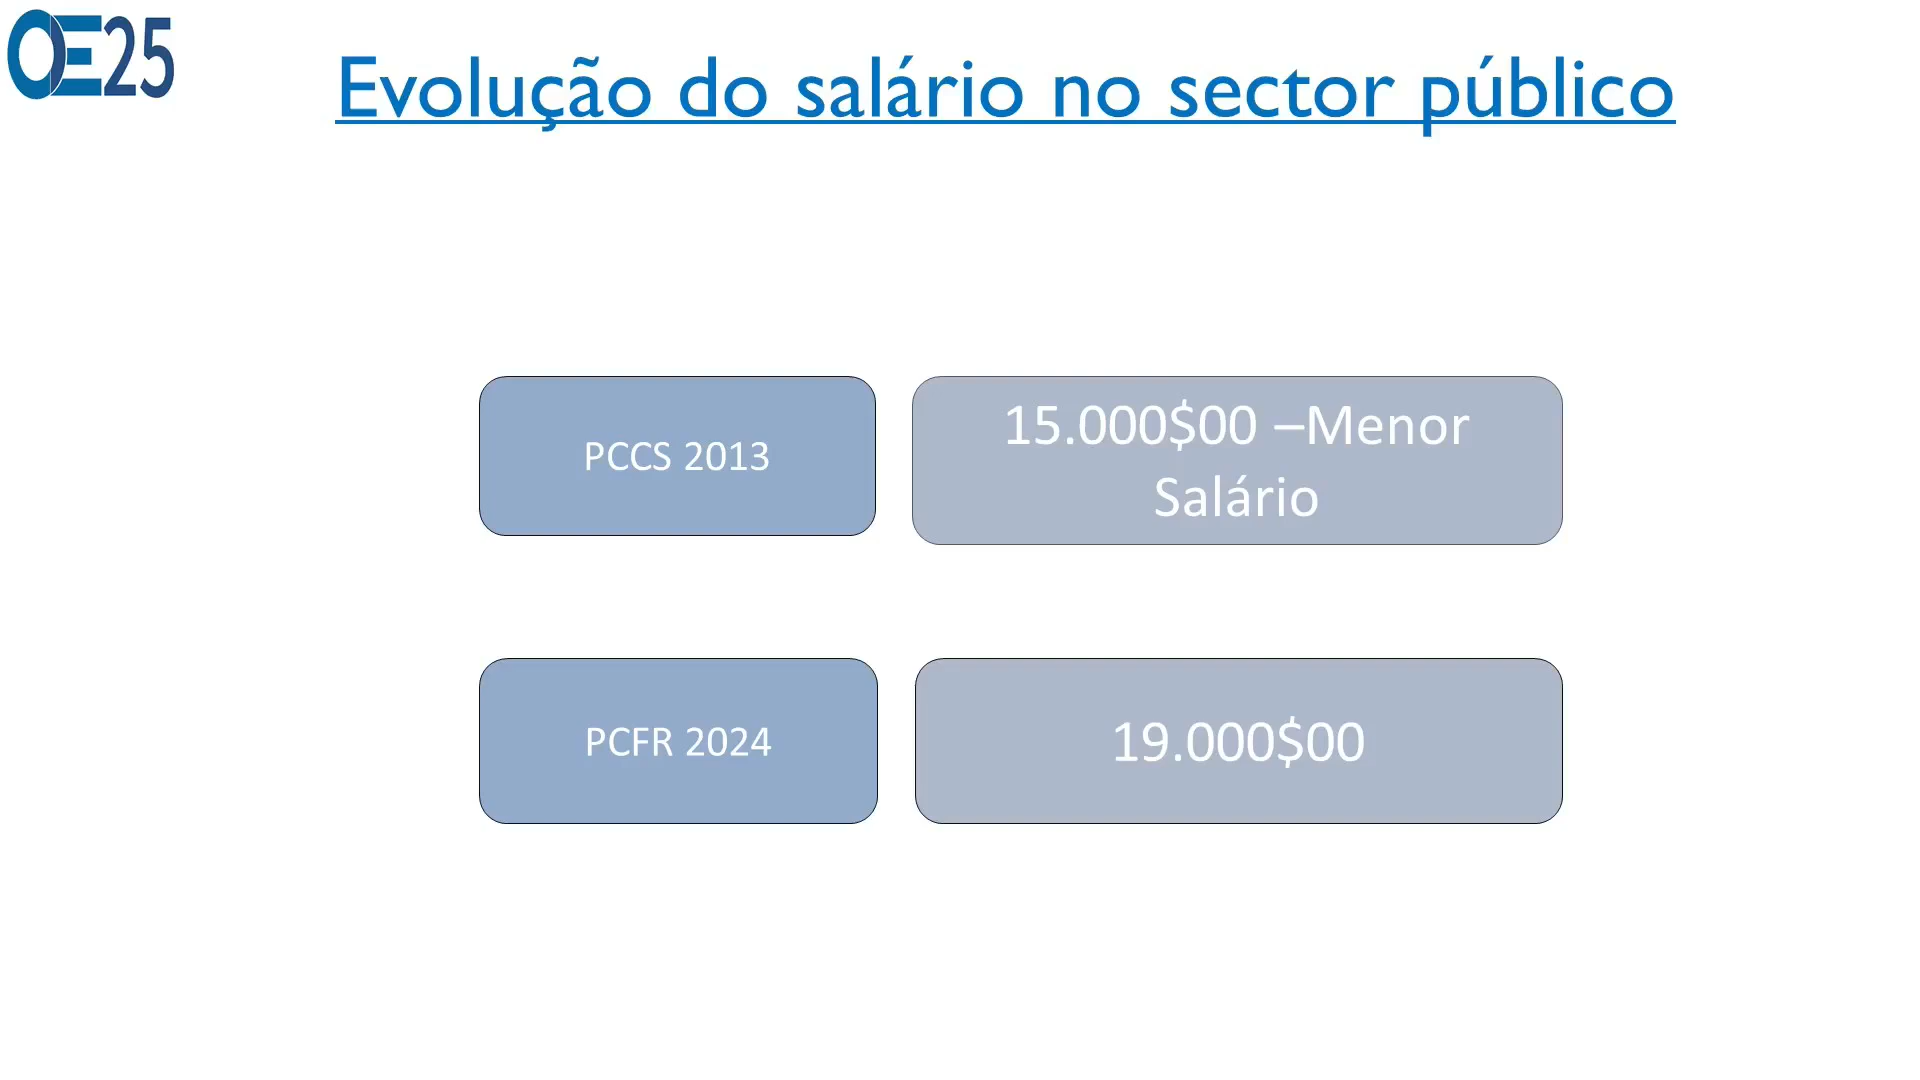 OE25
Evolução do salário no sector público
PCCS 2013
15.000$00 –Menor
Salário
PCFR 2024
19.000$00